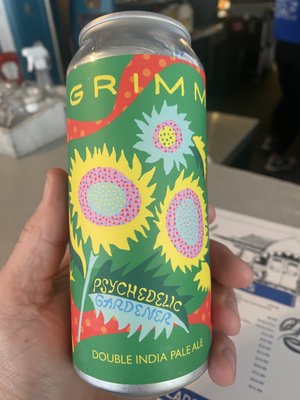 GRIMM
PSYCHEDELIC
GARDENER
DOUBLE INDIA PALE ALE